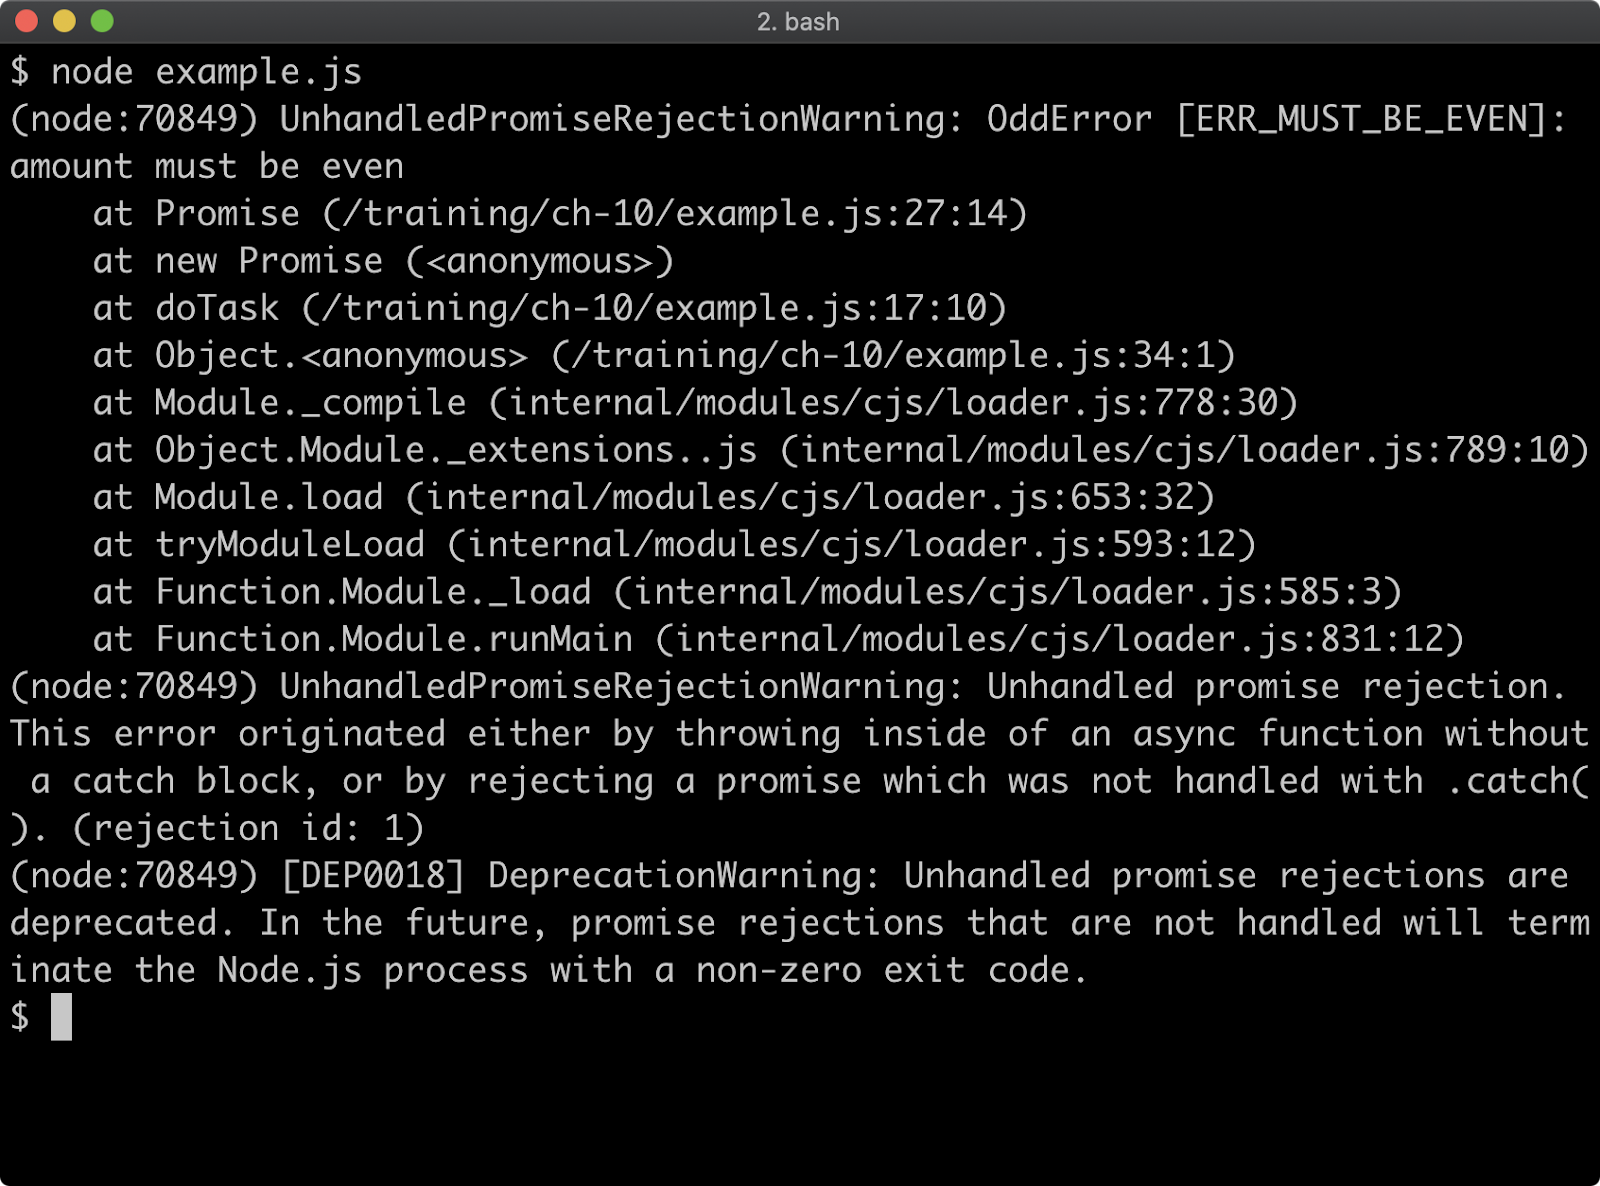 2. bash
$ node example.js
(node:70849) UnhandledPromiseRejectionWarning: OddError [ERR_MUST_BE_EVEN]:
amount must be even
    at Promise (/training/ch-10/example.js:27:14)
    at new Promise (<anonymous>)
    at doTask (/training/ch-10/example.js:17:10)
    at Object.<anonymous> (/training/ch-10/example.js:34:1)
    at Module._compile (internal/modules/cjs/loader.js:778:30)
    at Object.Module._extensions..js (internal/modules/cjs/loader.js:789:10)
    at Module.load (internal/modules/cjs/loader.js:653:32)
    at tryModuleLoad (internal/modules/cjs/loader.js:593:12)
    at Function.Module._load (internal/modules/cjs/loader.js:585:3)
    at Function.Module.runMain (internal/modules/cjs/loader.js:831:12)
(node:70849) UnhandledPromiseRejectionWarning: Unhandled promise rejection.
This error originated either by throwing inside of an async function without
 a catch block, or by rejecting a promise which was not handled with .catch(
). (rejection id: 1)
(node:70849) [DEP0018] DeprecationWarning: Unhandled promise rejections are
deprecated. In the future, promise rejections that are not handled will term
inate the Node.js process with a non-zero exit code.
$